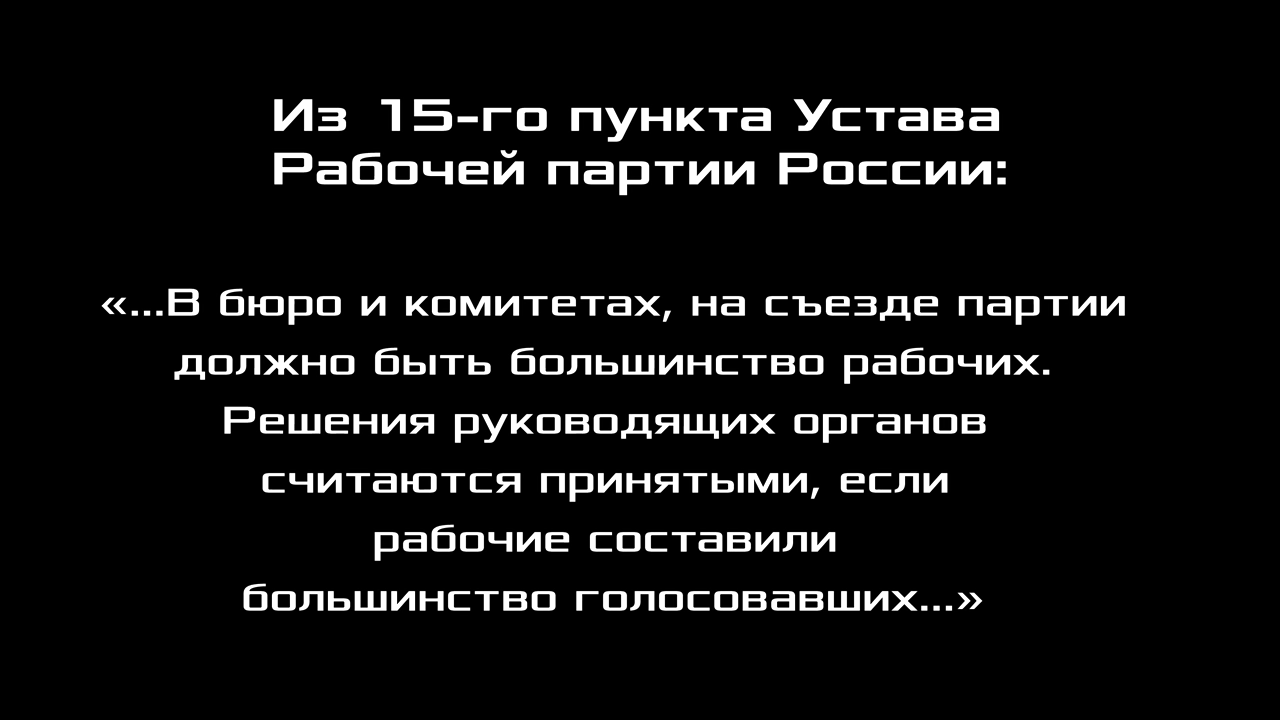 Из 15-го пункта Устава
Рабочей партии России:
«...В бюро и комитетах, на съезде партии
должно быть большинство рабочих.
Решения руководящих органов
считаются принятыми, если
рабочие составили
большинство голосовавших...»